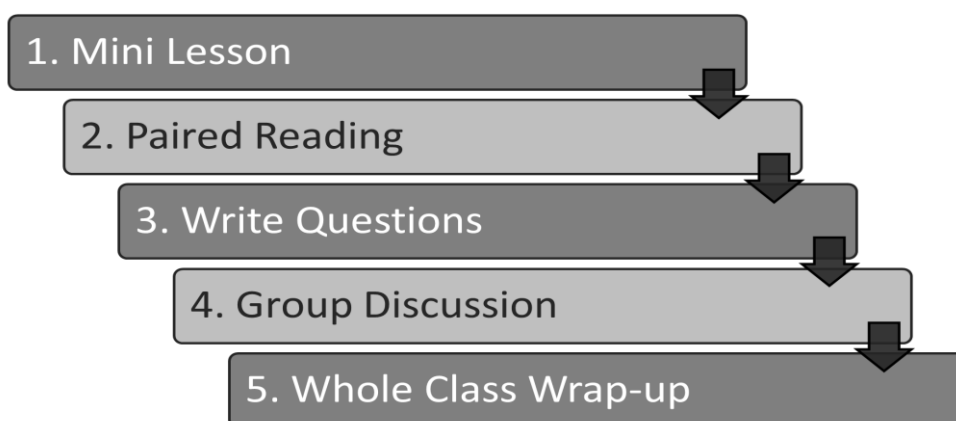 1. Mini Lesson
2. Paired Reading
3. Write Questions
4. Group Discussion
5. Whole Class Wrap-up